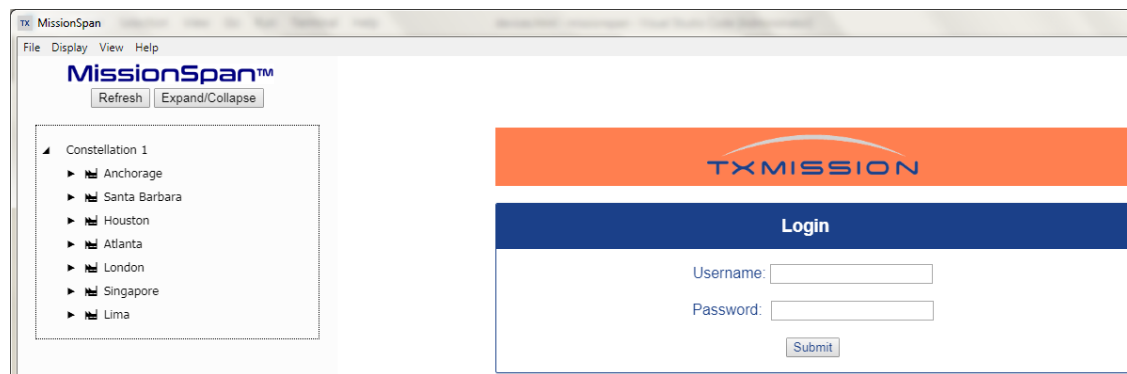 TX MissionSpan
File Display View Help
MissionSpan™
Refresh Expand/Collapse
Constellation 1
Anchorage
Santa Barbara
Houston
Atlanta
London
Singapore
Lima
TXMISSION
Login
Username:
Password:
Submit